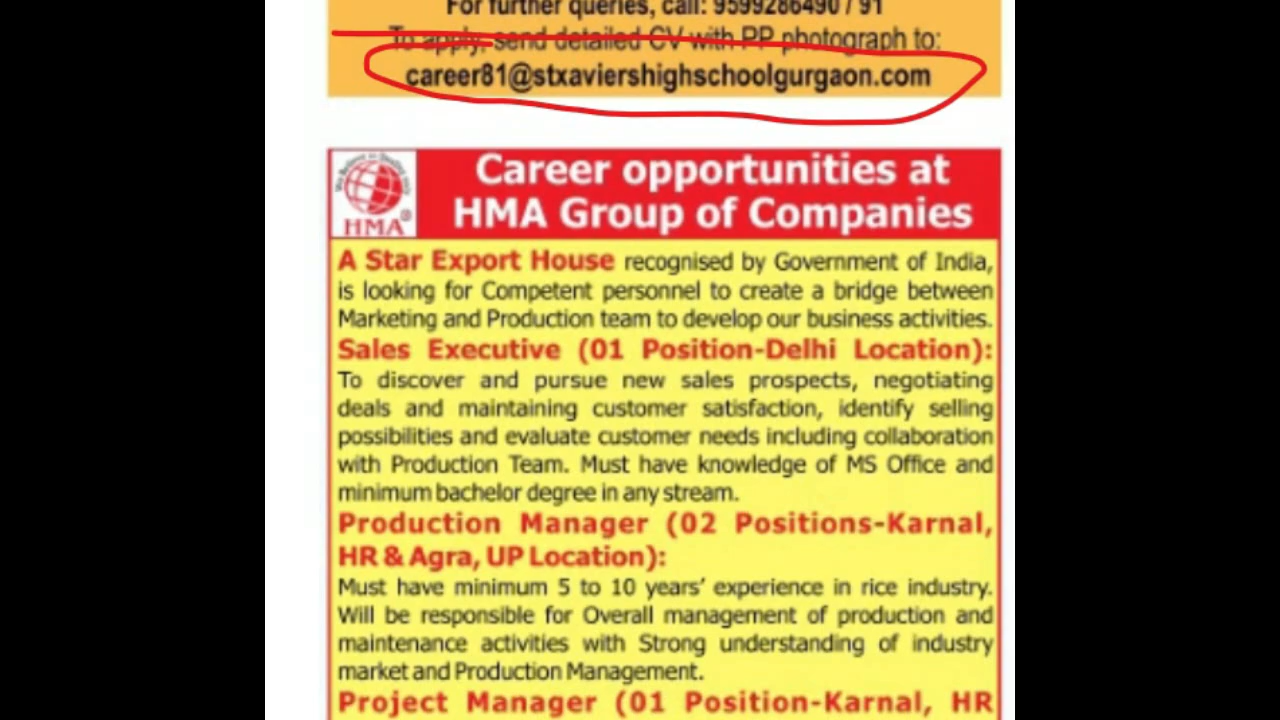 For further queries, call: 9599286490 / 91
To apply, send detailed CV with PP photograph to:
career81@stxaviershighschoolgurgaon.com
Career opportunities at
HMA Group of Companies
HMA®
A Star Export House recognised by Government of India,
is looking for Competent personnel to create a bridge between
Marketing and Production team to develop our business activities.
Sales Executive (01 Position-Delhi Location):
To discover and pursue new sales prospects, negotiating
deals and maintaining customer satisfaction, identify selling
possibilities and evaluate customer needs including collaboration
with Production Team. Must have knowledge of MS Office and
minimum bachelor degree in any stream.
Production Manager (02 Positions-Karnal,
HR & Agra, UP Location):
Must have minimum 5 to 10 years' experience in rice industry.
Will be responsible for Overall management of production and
maintenance activities with Strong understanding of industry
market and Production Management.
Project Manager (01 Position-Karnal, HR